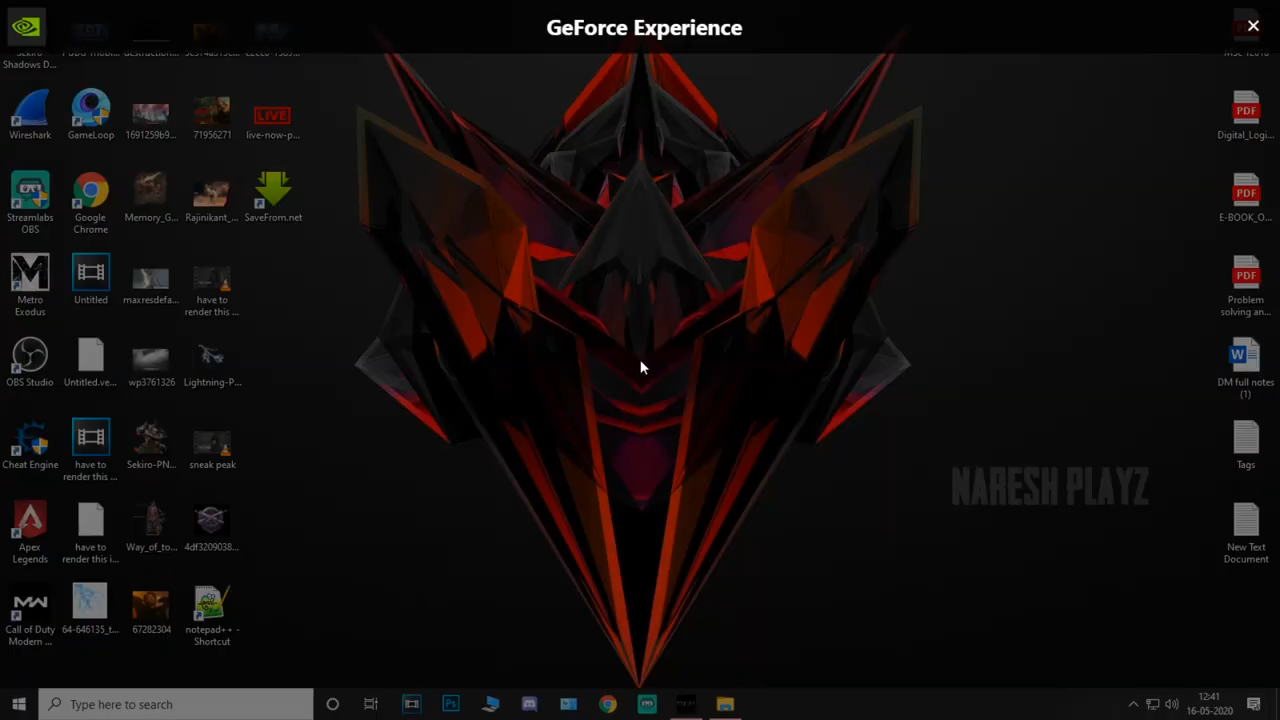 GeForce Experience
Shadows D...
Wireshark
GameLoop
1691259b9...
71956271
live-now-p...
LIVE
Streamlabs
OBS
Google
Chrome
Memory_G...
Rajinikant_...
SaveFrom.net
Metro
Exodus
Untitled
maxresdefa...
have to
render this ...
OBS Studio
Untitled.ve...
wp3761326
Lightning-P...
Cheat Engine
have to
render this ...
Sekiro-PN...
sneak peak
Apex
Legends
have to
render this i...
Way_of_to...
4df3209038...
Call of Duty
Modern ...
64-646135_t...
67282304
notepad++ -
Shortcut
PDF
Digital_Logi...
PDF
E-BOOK_O...
PDF
Problem
solving an...
DM full notes
(1)
Tags
New Text
Document
NARESH PLAYZ
Type here to search
12:41
16-05-2020